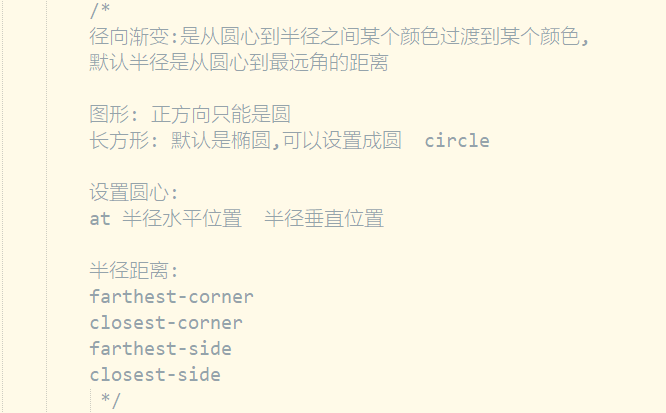 /*
径向渐变:是从圆心到半径之间某个颜色过渡到某个颜色,
默认半径是从圆心到最远角的距离
图形: 正方向只能是圆
长方形: 默认是椭圆,可以设置成圆  circle
设置圆心:
at 半径水平位置  半径垂直位置
半径距离:
farthest-corner
closest-corner
farthest-side
closest-side
*/